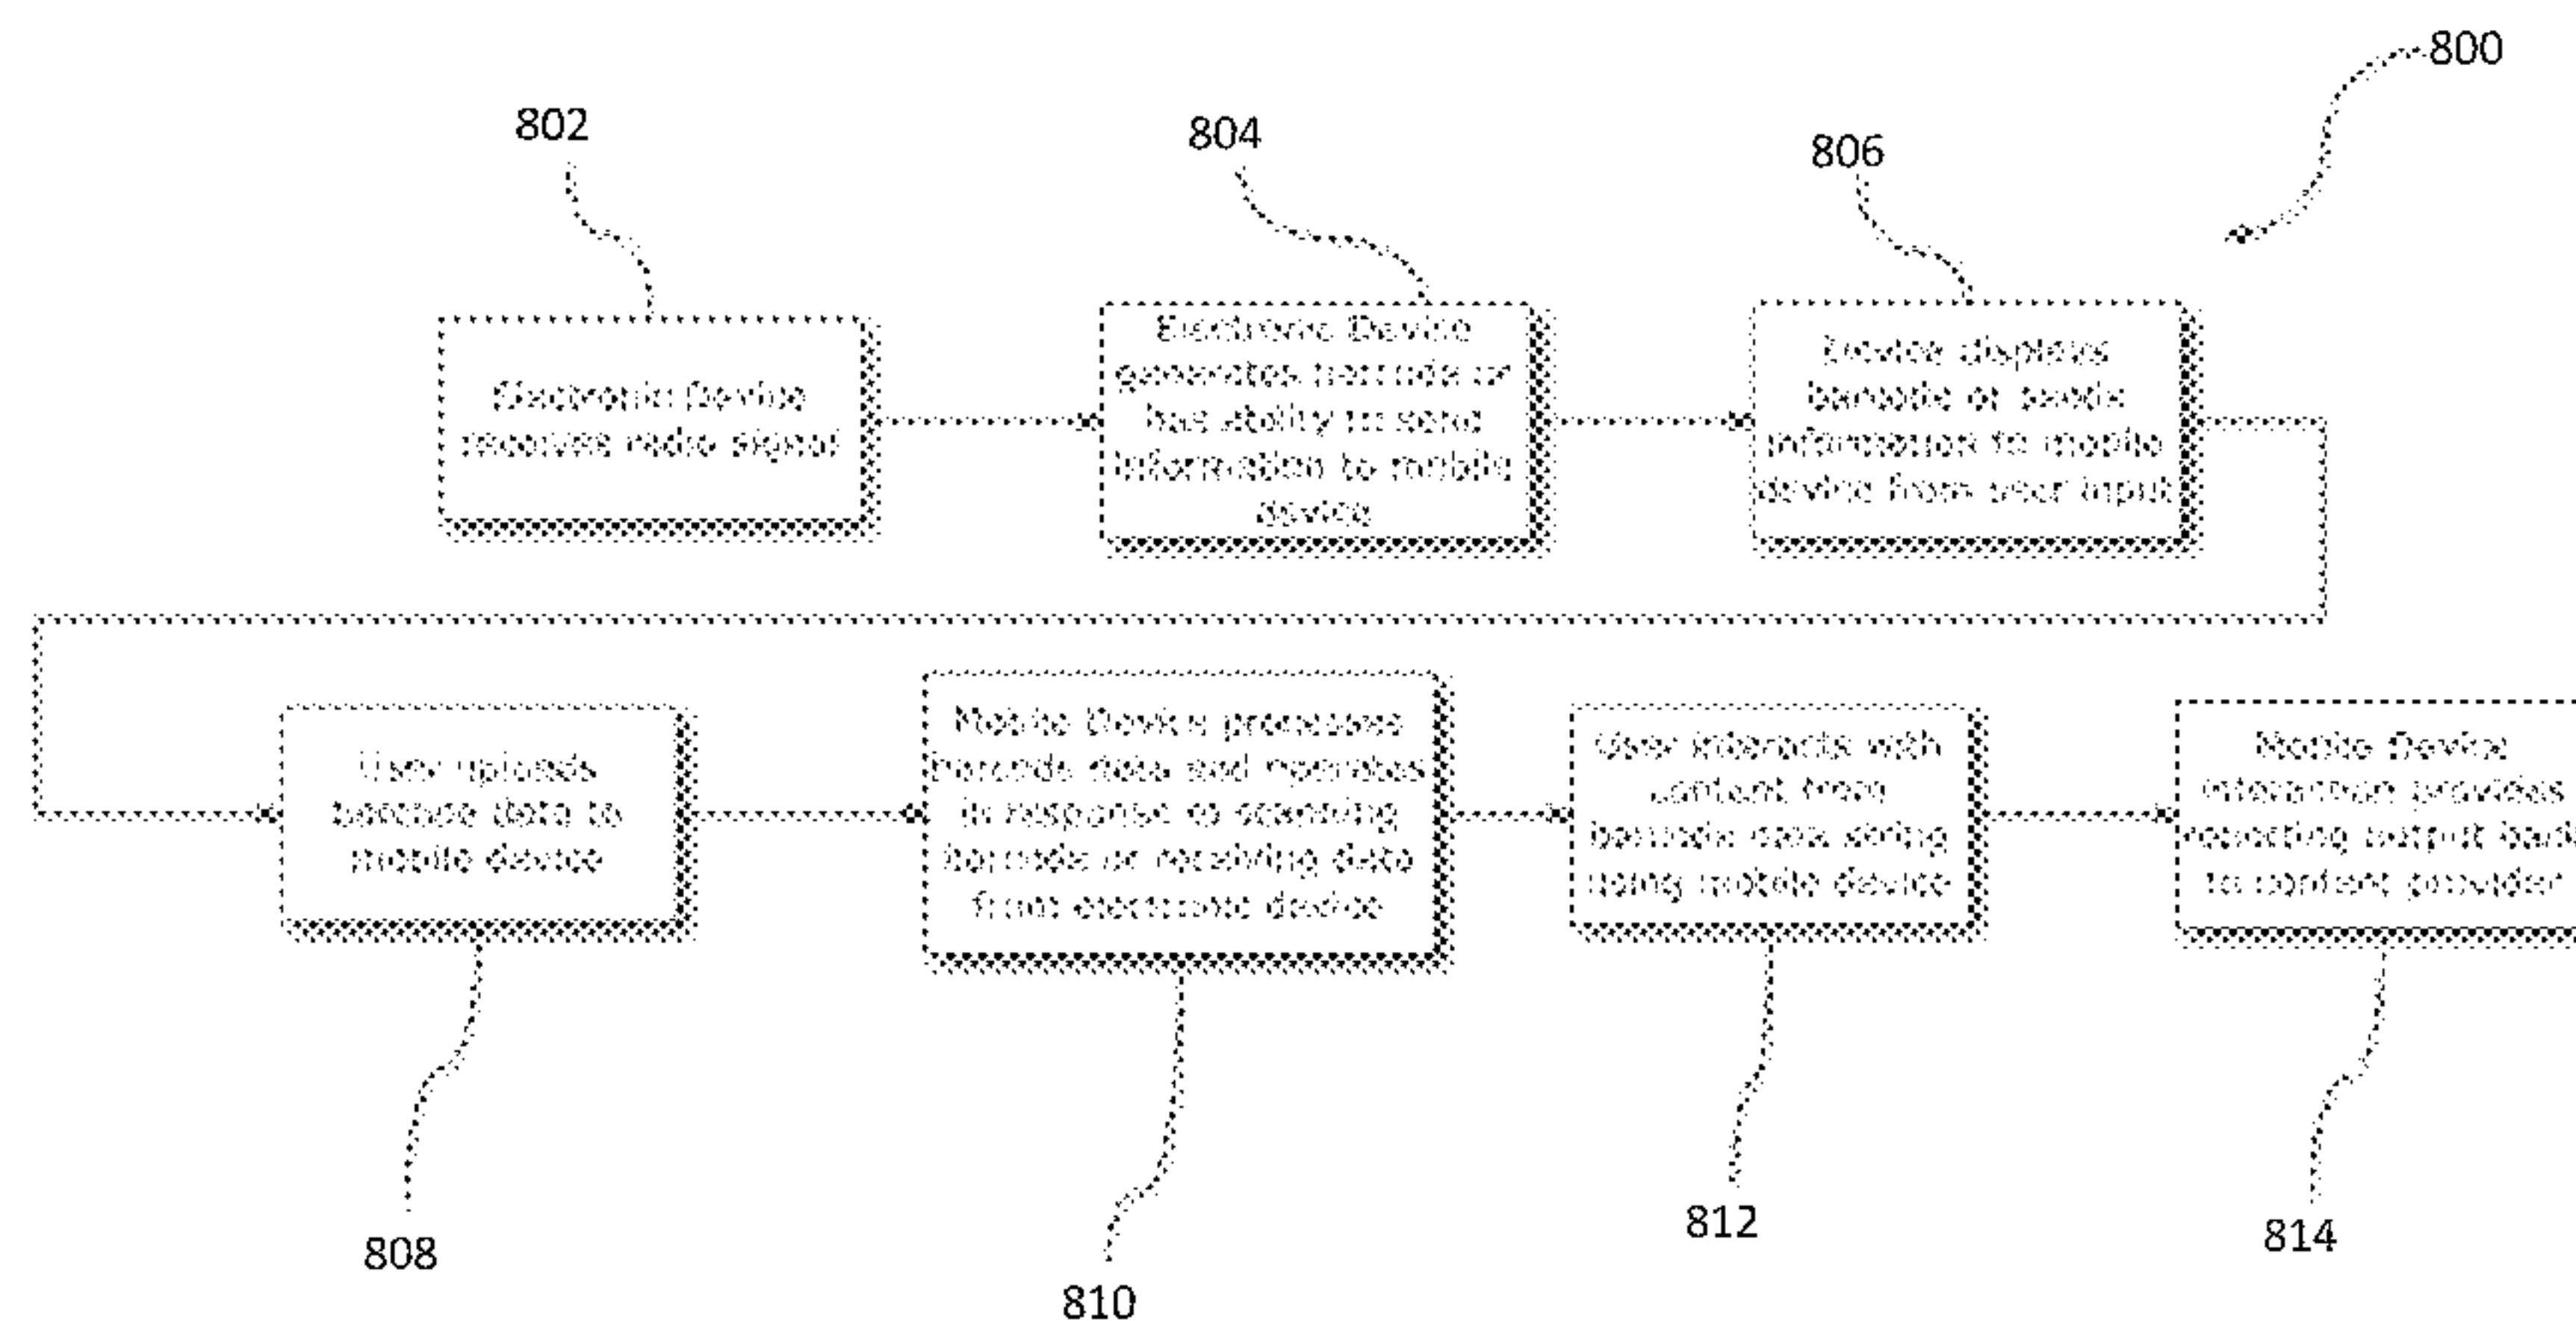 800
802
804
806
Electronic Device
receives radio signal
Electronic Device
generates barcode or
has ability to send
information to mobile
device
Device displays
barcode or sends
information to mobile
device from user input
User uploads
barcode data to
mobile device
Mobile Device processes
barcode data and operates
in response to scanning
barcode or receiving data
from electronic device
User interacts with
content from
barcode data string
using mobile device
Mobile Device
interaction provides
reporting output back
to content provider
808
810
812
814